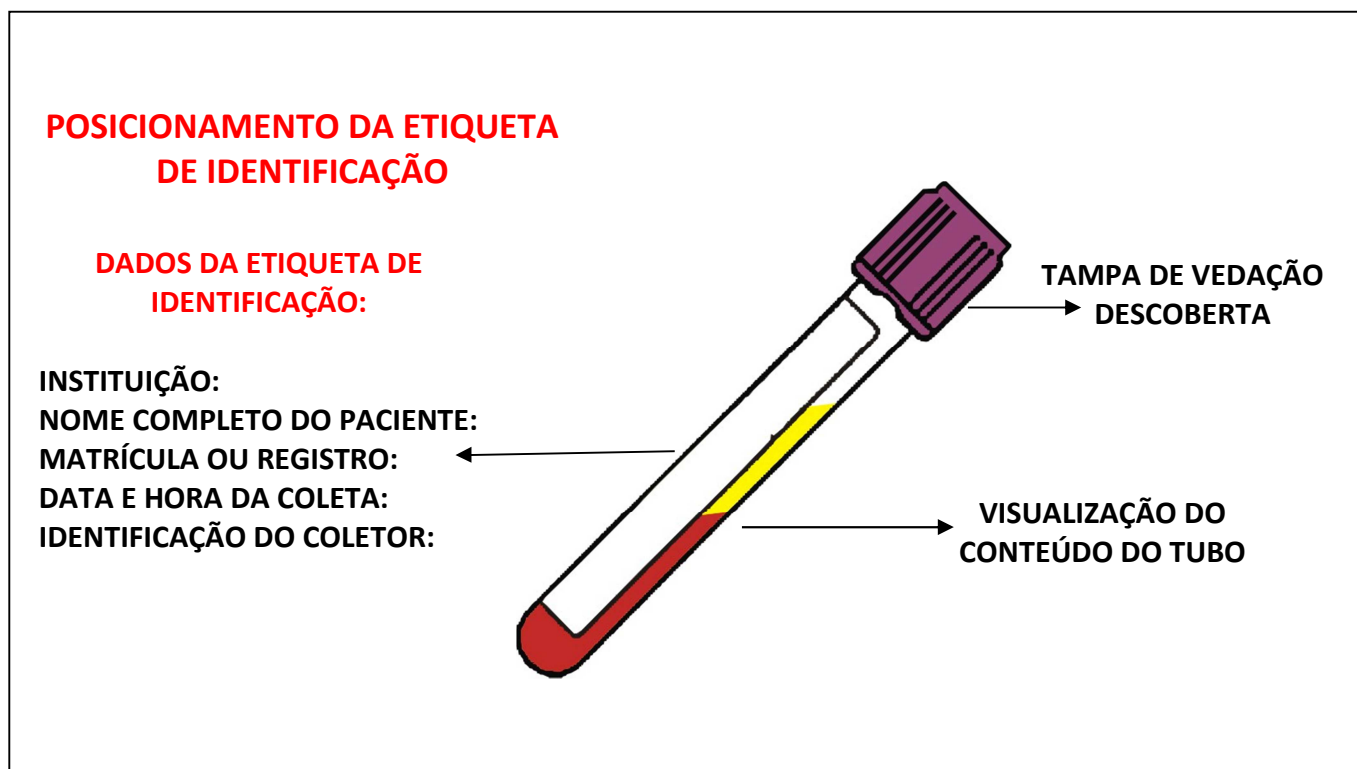 POSICIONAMENTO DA ETIQUETA
DE IDENTIFICAÇÃO
DADOS DA ETIQUETA DE
IDENTIFICAÇÃO:
INSTITUIÇÃO:
NOME COMPLETO DO PACIENTE:
MATRÍCULA OU REGISTRO:
DATA E HORA DA COLETA:
IDENTIFICAÇÃO DO COLETOR:
TAMPA DE VEDAÇÃO
DESCOBERTA
VISUALIZAÇÃO DO
CONTEÚDO DO TUBO